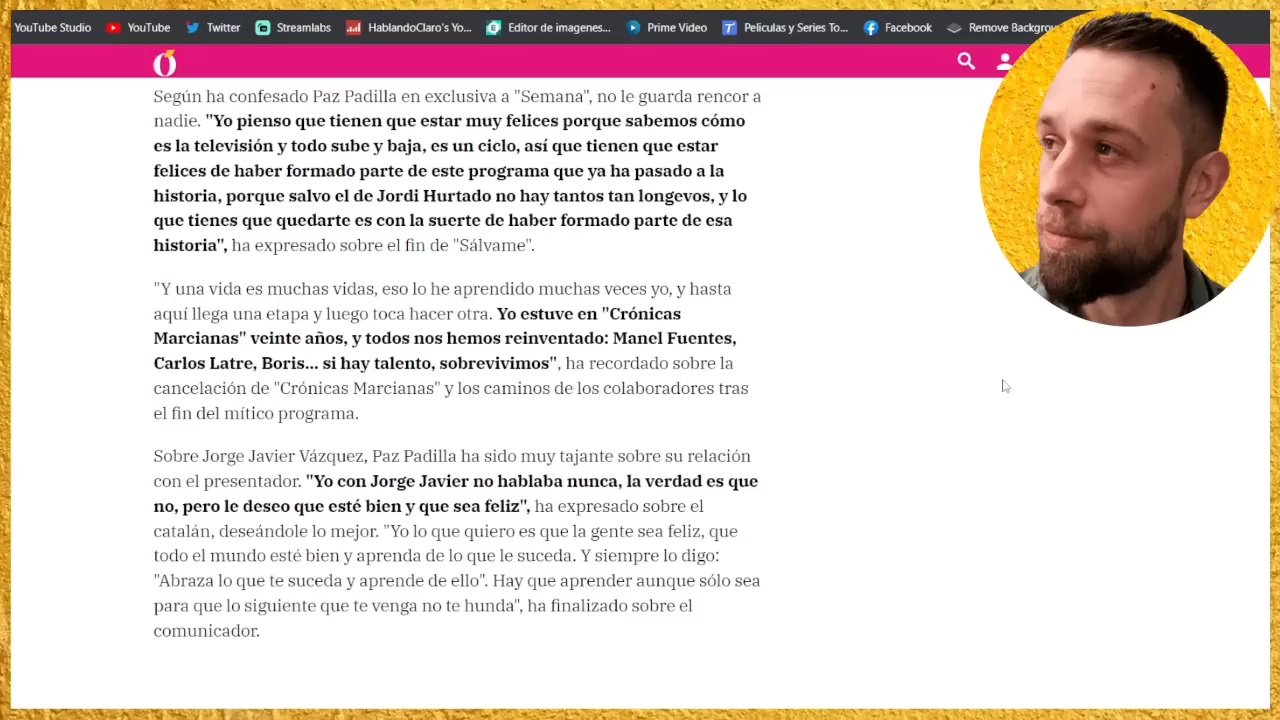 YouTube Studio YouTube Twitter Streamlabs HablandoClaro's Yo... Editor de imagenes... Prime Video Peliculas y Series To... Facebook Remove Backgrou
Según ha confesado Paz Padilla en exclusiva a "Semana", no le guarda rencor a
nadie. "Yo pienso que tienen que estar muy felices porque sabemos cómo
es la televisión y todo sube y baja, es un ciclo, así que tienen que estar
felices de haber formado parte de este programa que ya ha pasado a la
historia, porque salvo el de Jordi Hurtado no hay tantos tan longevos, y lo
que tienes que quedarte es con la suerte de haber formado parte de esa
historia", ha expresado sobre el fin de "Sálvame".
"Y una vida es muchas vidas, eso lo he aprendido muchas veces yo, y hasta
aquí llega una etapa y luego toca hacer otra. Yo estuve en "Crónicas
Marcianas" veinte años, y todos nos hemos reinventado: Manel Fuentes,
Carlos Latre, Boris... si hay talento, sobrevivimos", ha recordado sobre la
cancelación de "Crónicas Marcianas" y los caminos de los colaboradores tras
el fin del mítico programa.
Sobre Jorge Javier Vázquez, Paz Padilla ha sido muy tajante sobre su relación
con el presentador. "Yo con Jorge Javier no hablaba nunca, la verdad es que
no, pero le deseo que esté bien y que sea feliz", ha expresado sobre el
catalán, deseándole lo mejor. "Yo lo que quiero es que la gente sea feliz, que
todo el mundo esté bien y aprenda de lo que le suceda. Y siempre lo digo:
"Abraza lo que te suceda y aprende de ello". Hay que aprender aunque sólo sea
para que lo siguiente que te venga no te hunda", ha finalizado sobre el
comunicador.